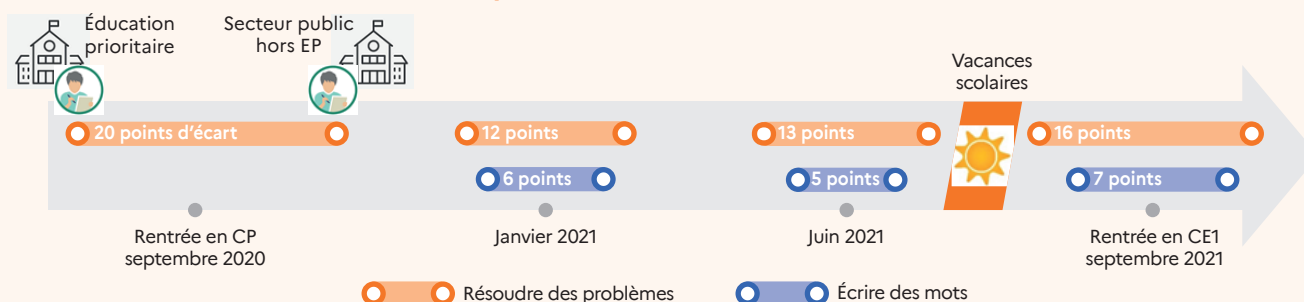 Éducation
prioritaire
Secteur public
hors EP
Vacances
scolaires
20 points d'écart
12 points
13 points
16 points
6 points
5 points
7 points
Rentrée en CP
septembre 2020
Janvier 2021
Juin 2021
Rentrée en CE1
septembre 2021
Résoudre des problèmes
Écrire des mots